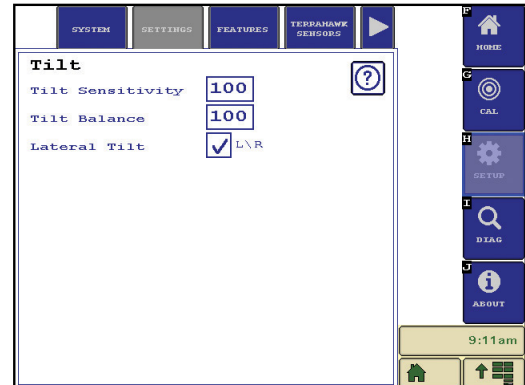 SYSTEM
SETTINGS
FEATURES
TERRAHAWK
SENSORS
Tilt
?
Tilt Sensitivity 100
Tilt Balance 100
Lateral Tilt L\R
F
HOME
G
CAL
H
SETUP
I
DIAG
J
i
ABOUT
9:11am